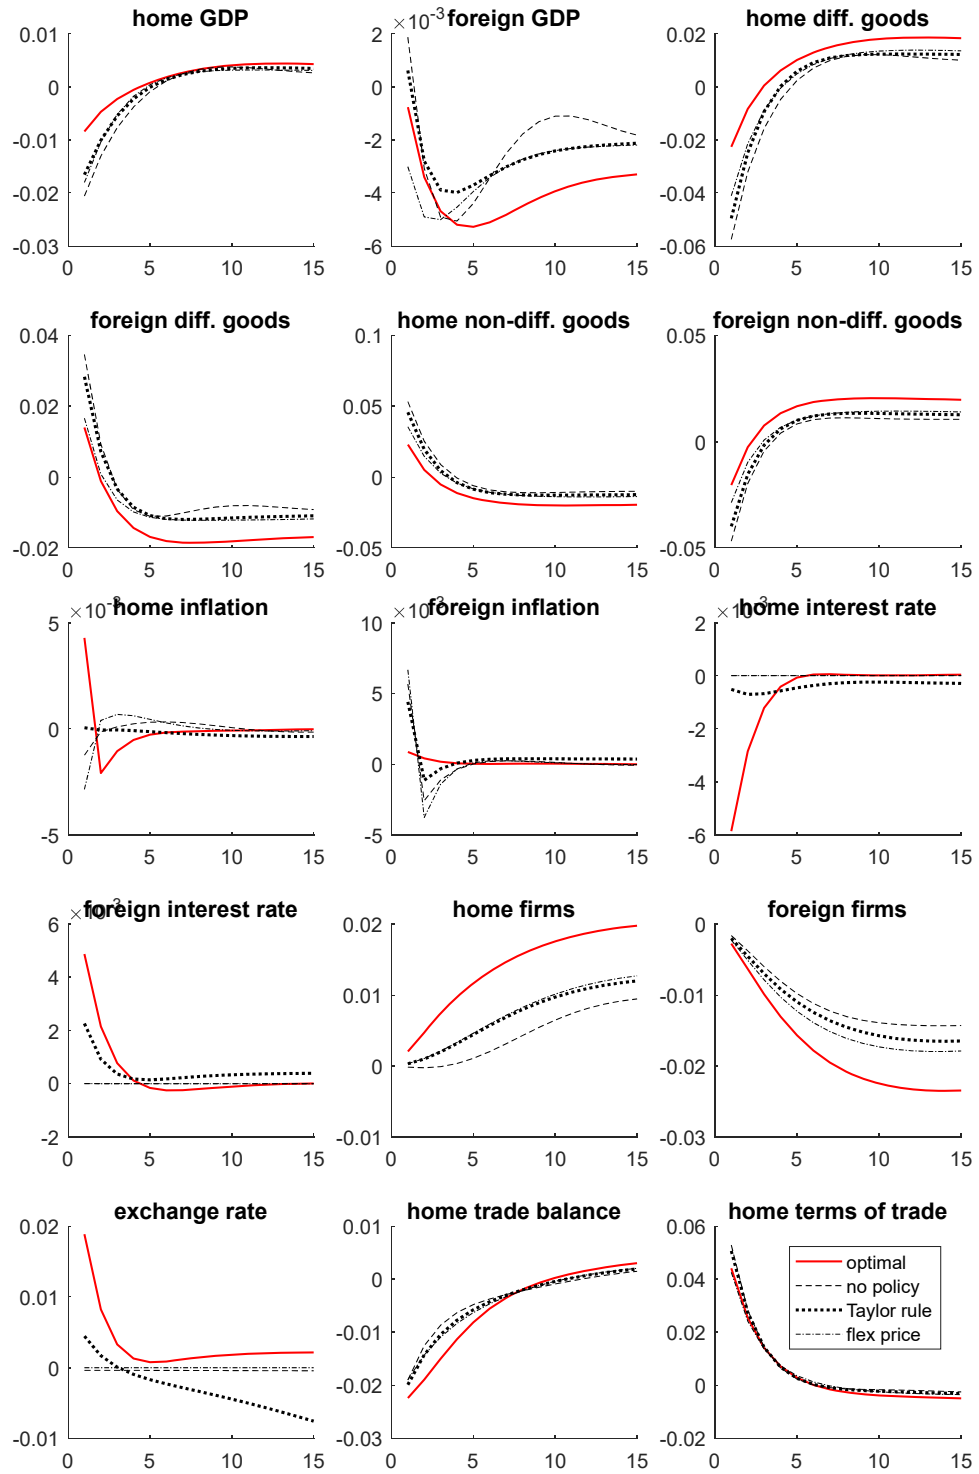 home GDP
0.01
0
-0.01
-0.02
-0.03
0 5 10 15
×10⁻³ foreign GDP
2
0
-2
-4
-6
0 5 10 15
home diff. goods
0.02
0
-0.02
-0.04
-0.06
0 5 10 15
foreign diff. goods
0.04
0.02
0
-0.02
0 5 10 15
home non-diff. goods
0.1
0.05
0
-0.05
0 5 10 15
foreign non-diff. goods
0.05
0
-0.05
0 5 10 15
×10⁻³ home inflation
5
0
-5
0 5 10 15
×10⁻³ foreign inflation
10
5
0
-5
0 5 10 15
×10⁻³ home interest rate
2
0
-2
-4
-6
0 5 10 15
×10⁻³ foreign interest rate
6
4
2
0
-2
0 5 10 15
home firms
0.02
0.01
0
-0.01
0 5 10 15
foreign firms
0
-0.01
-0.02
-0.03
0 5 10 15
exchange rate
0.02
0.01
0
-0.01
0 5 10 15
home trade balance
0.01
0
-0.01
-0.02
-0.03
0 5 10 15
home terms of trade
0.06
0.04
0.02
0
-0.02
0 5 10 15
optimal
no policy
Taylor rule
flex price